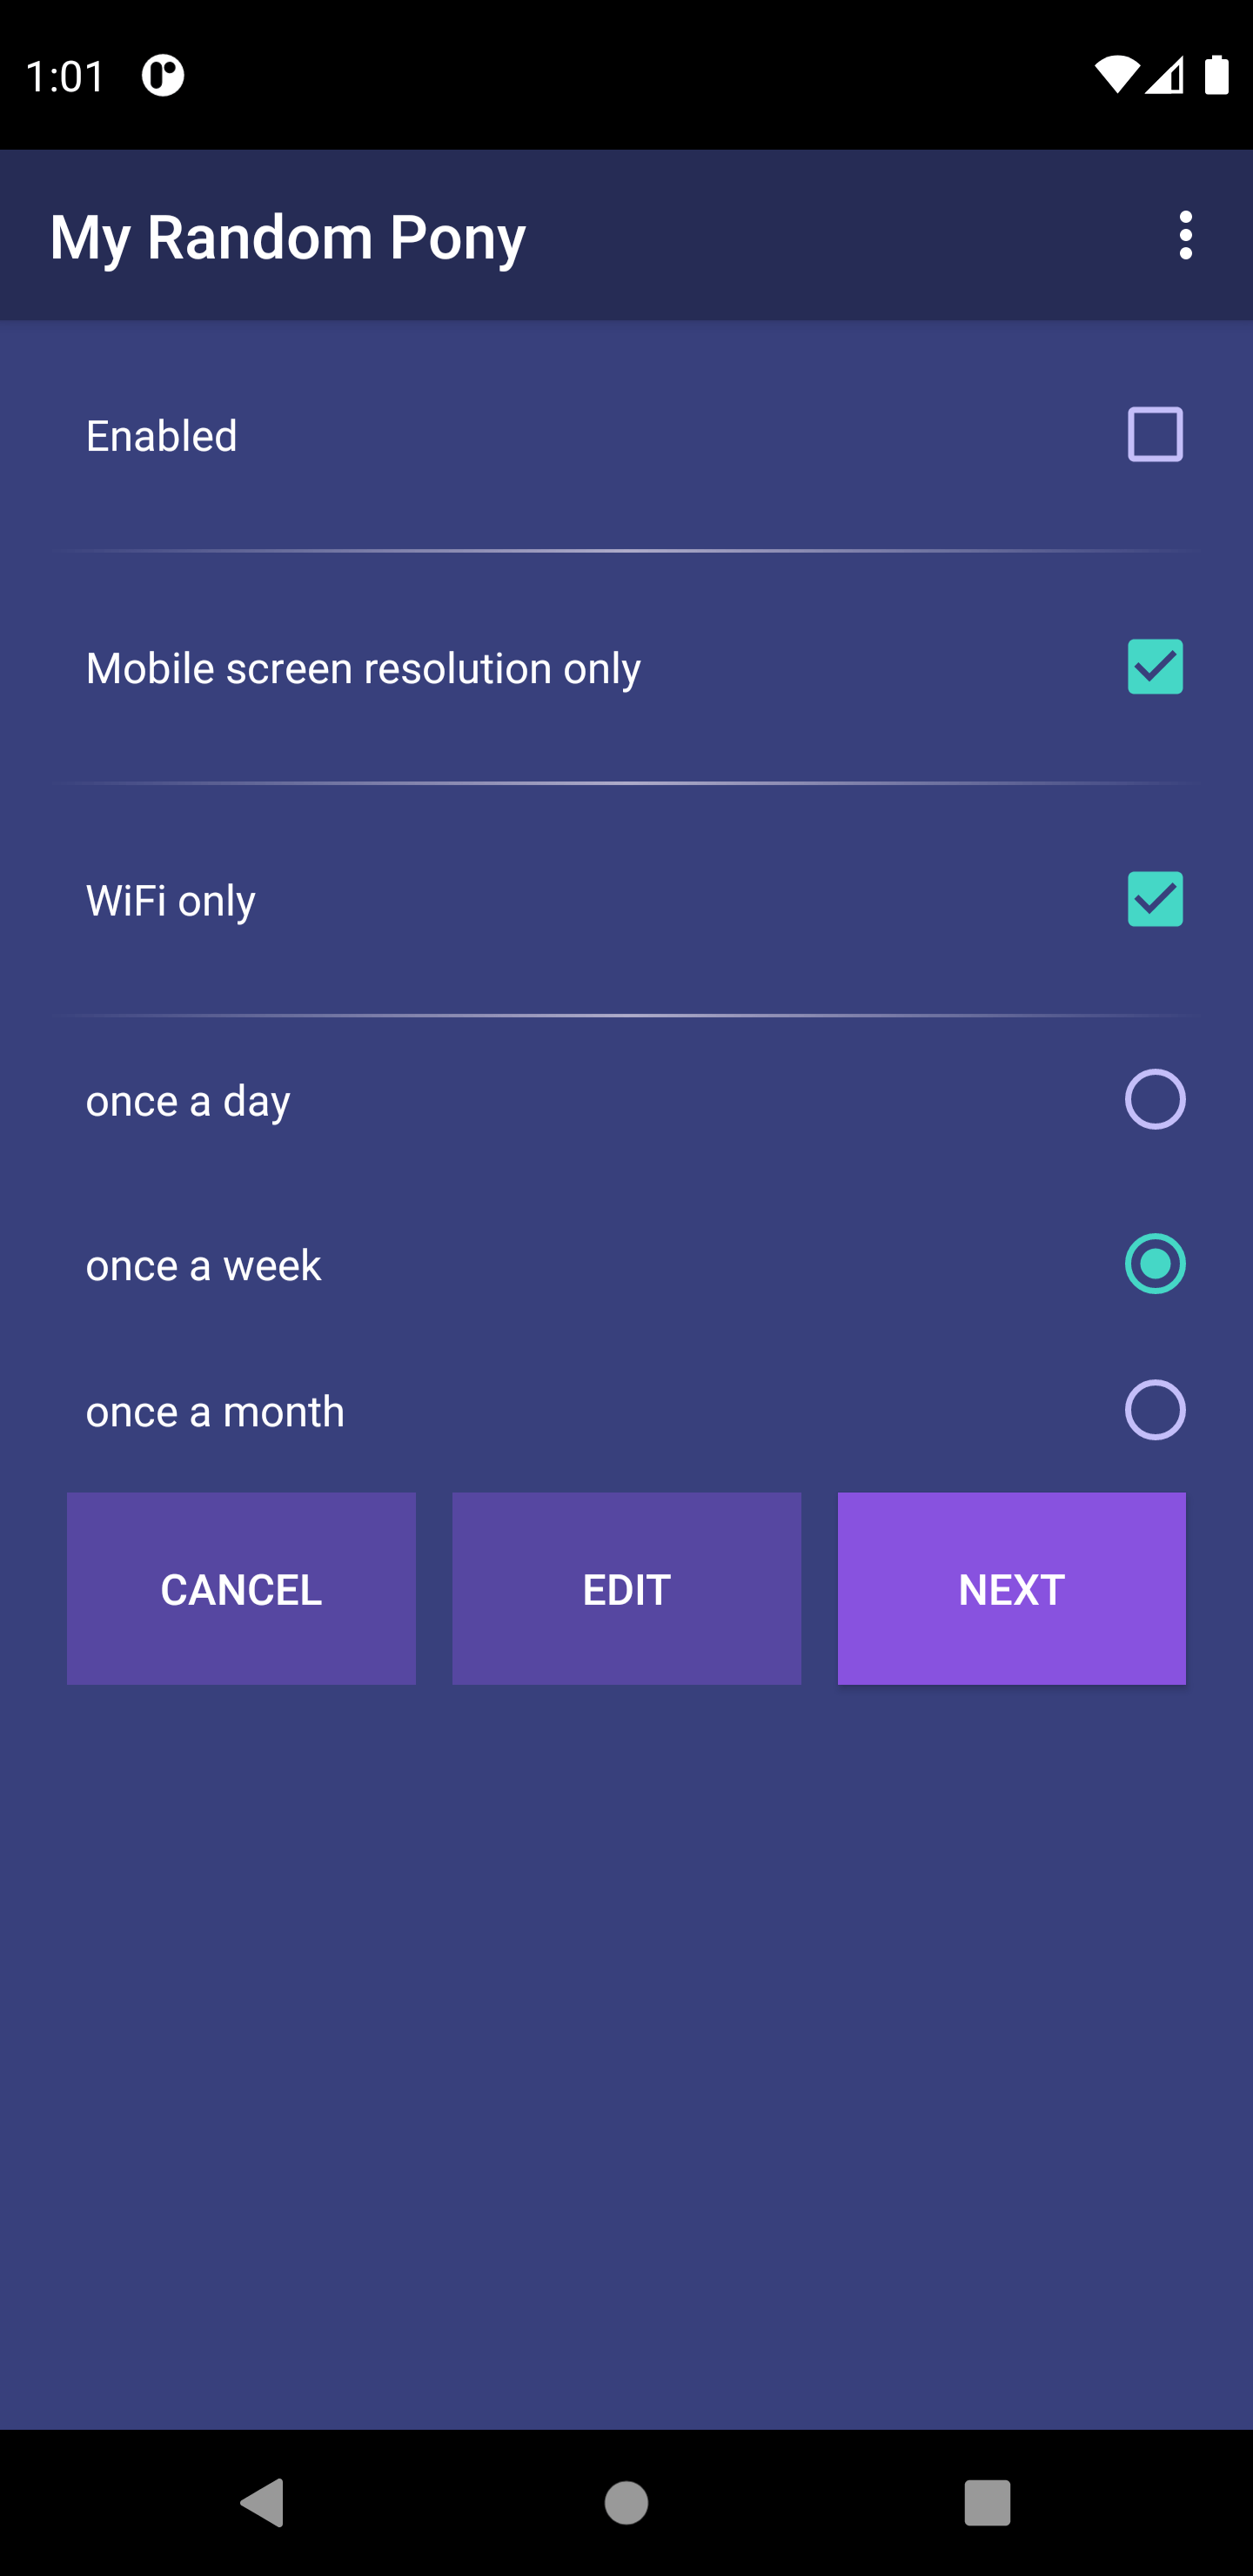 1:01
My Random Pony
Enabled
Mobile screen resolution only
WiFi only
once a day
once a week
once a month
CANCEL EDIT NEXT